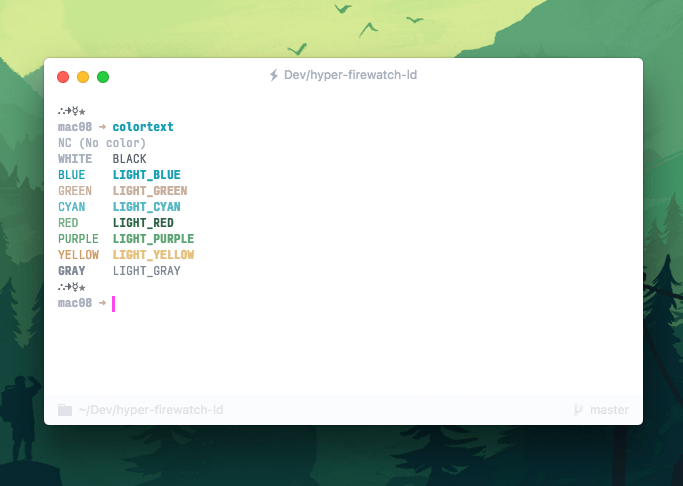 Dev/hyper-firewatch-ld
∴➜☿★
mac08 ➜ colortext
NC (No color)
WHITE BLACK
BLUE LIGHT_BLUE
GREEN LIGHT_GREEN
CYAN LIGHT_CYAN
RED LIGHT_RED
PURPLE LIGHT_PURPLE
YELLOW LIGHT_YELLOW
GRAY LIGHT_GRAY
∴➜☿★
mac08 ➜
~/Dev/hyper-firewatch-ld master